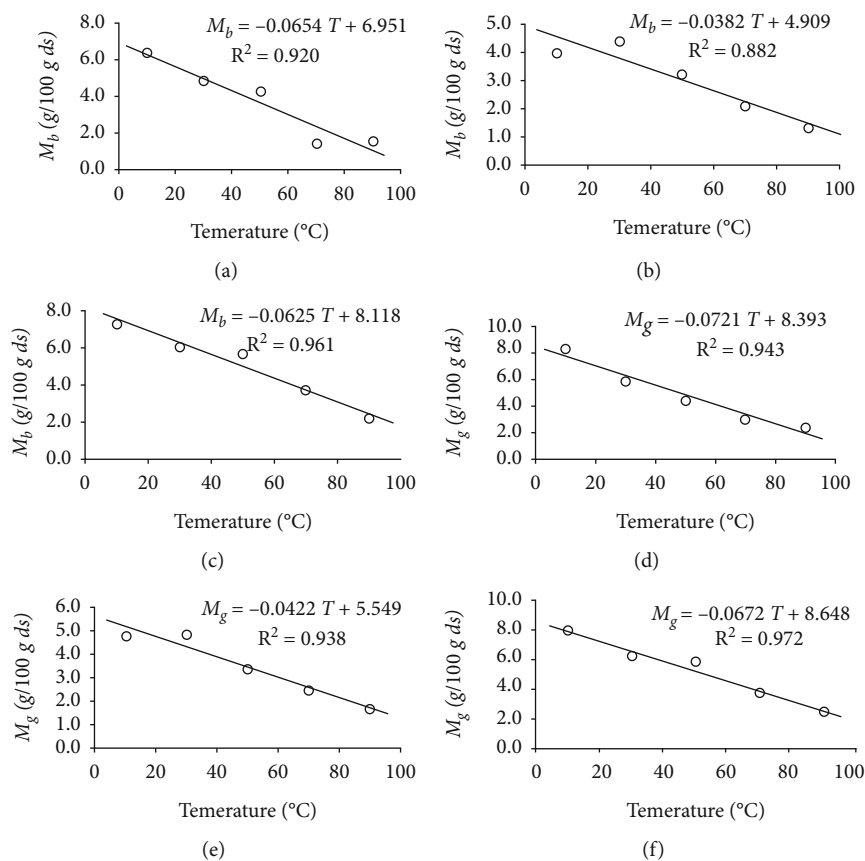 M_b = –0.0654 T + 6.951
R² = 0.920
M_b (g/100 g ds)
8.0
6.0
4.0
2.0
0.0
0 20 40 60 80 100
Temerature (°C)
(a)
M_b = –0.0382 T + 4.909
R² = 0.882
M_b (g/100 g ds)
5.0
4.0
3.0
2.0
1.0
0.0
0 20 40 60 80 100
Temerature (°C)
(b)
M_b = –0.0625 T + 8.118
R² = 0.961
M_b (g/100 g ds)
8.0
6.0
4.0
2.0
0.0
0 20 40 60 80 100
Temerature (°C)
(c)
M_g = –0.0721 T + 8.393
R² = 0.943
M_g (g/100 g ds)
10.0
8.0
6.0
4.0
2.0
0.0
0 20 40 60 80 100
Temerature (°C)
(d)
M_g = –0.0422 T + 5.549
R² = 0.938
M_g (g/100 g ds)
6.0
5.0
4.0
3.0
2.0
1.0
0.0
0 20 40 60 80 100
Temerature (°C)
(e)
M_g = –0.0672 T + 8.648
R² = 0.972
M_g (g/100 g ds)
10.0
8.0
6.0
4.0
2.0
0.0
0 20 40 60 80 100
Temerature (°C)
(f)